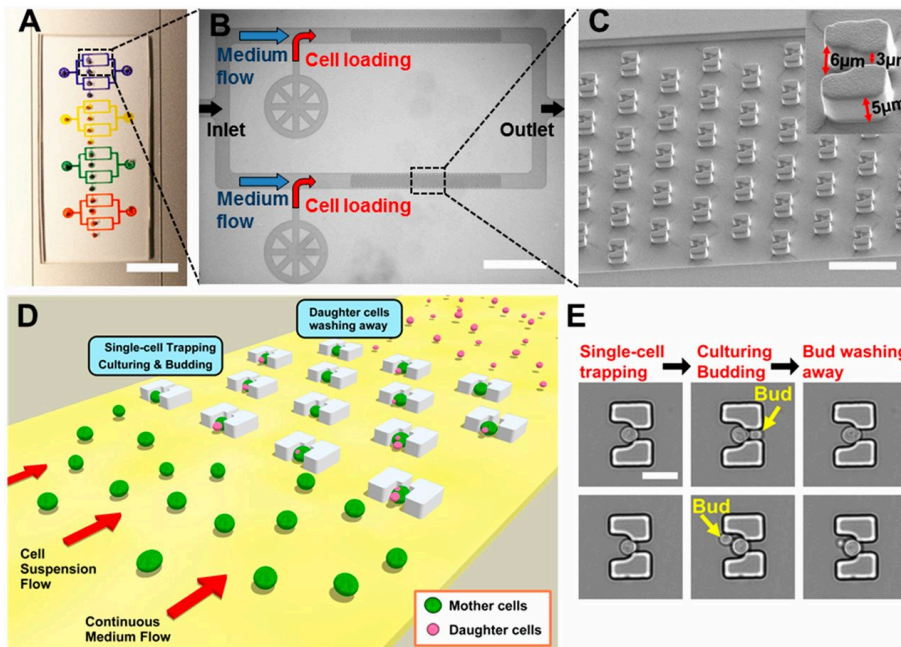 A
B
C
Medium
flow
Cell loading
Inlet
Outlet
Medium
flow
Cell loading
6μm
3μm
5μm
D
Single-cell Trapping
Culturing & Budding
Daughter cells
washing away
Cell
Suspension
Flow
Continuous
Medium Flow
Mother cells
Daughter cells
E
Single-cell
trapping
Culturing
Budding
Bud washing
away
Bud
Bud